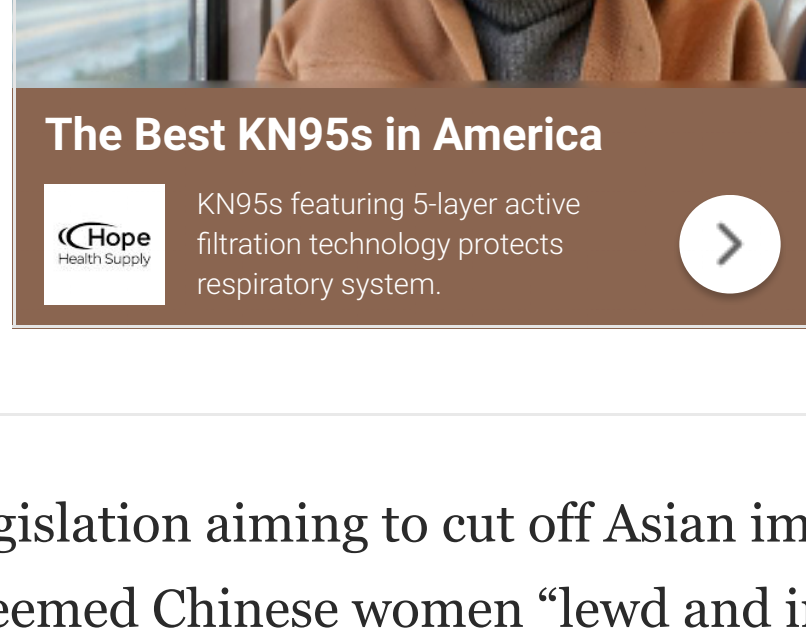 The Best KN95s in America
Hope
Health Supply
KN95s featuring 5-layer active
filtration technology protects
respiratory system.
gislation aiming to cut off Asian im
eemed Chinese women “lewd and i